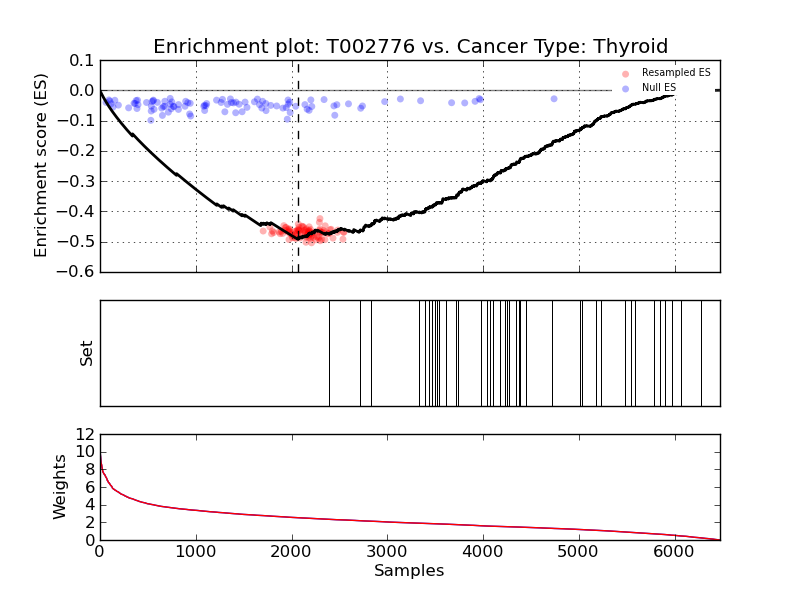 Enrichment plot: T002776 vs. Cancer Type: Thyroid
Enrichment score (ES)
0.1
0.0
−0.1
−0.2
−0.3
−0.4
−0.5
−0.6
Resampled ES
Null ES
Set
Weights
12
10
8
6
4
2
0
0 1000 2000 3000 4000 5000 6000
Samples